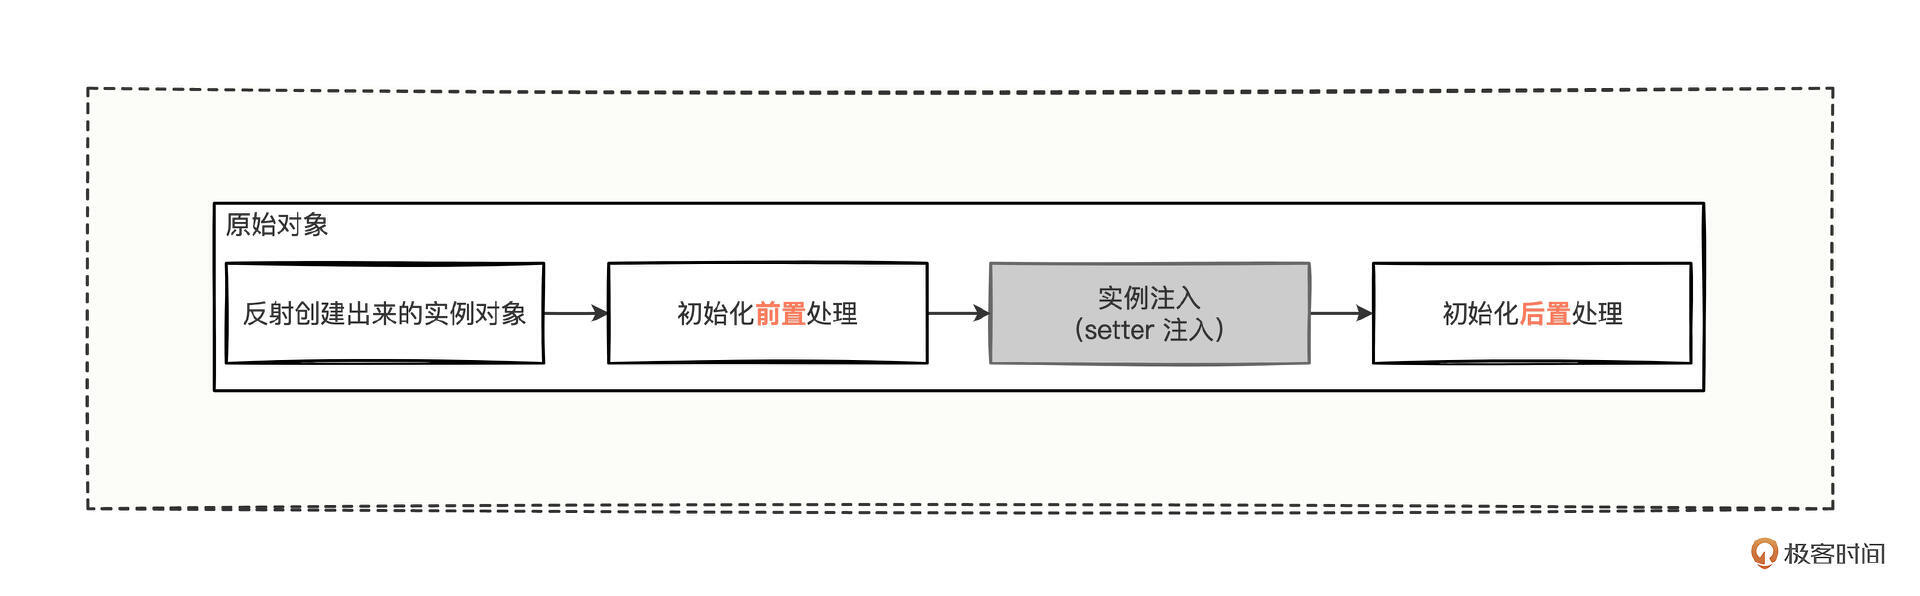 原始对象
反射创建出来的实例对象
初始化前置处理
实例注入
（setter 注入）
初始化后置处理
极客时间